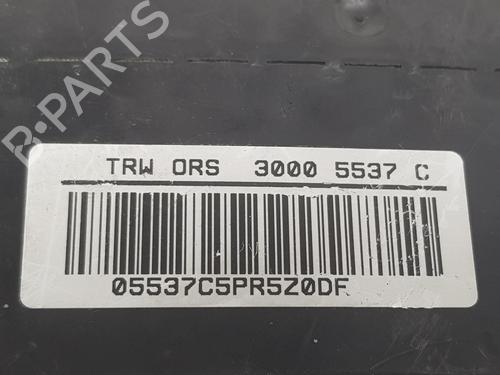 B-PARTS
TRW ORS 3000 5537 C
05537C5PR5Z0DF